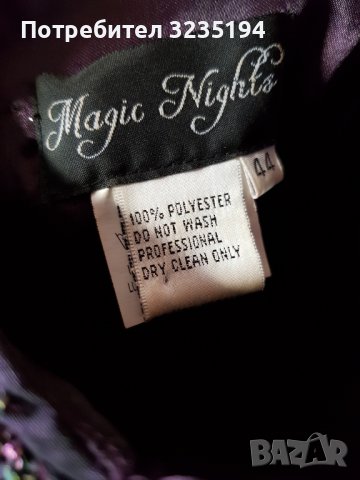 Потребител 3235194
Magic Nights
44
100% POLYESTER
DO NOT WASH
PROFESSIONAL
DRY CLEAN ONLY
BAZAR